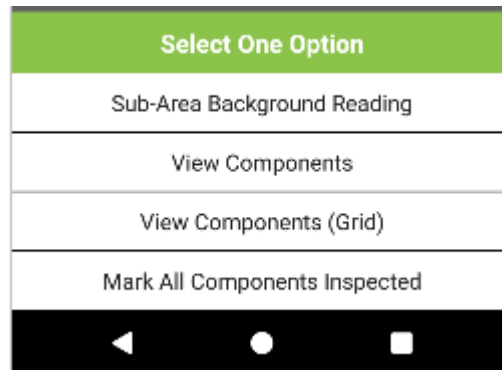 Select One Option
Sub-Area Background Reading
View Components
View Components (Grid)
Mark All Components Inspected